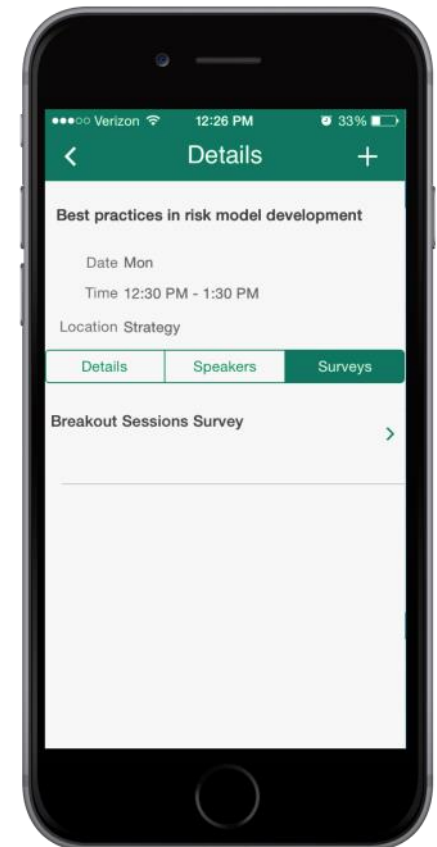 ●●●○○ Verizon 12:26 PM 33%
Details
Best practices in risk model development
Date Mon
Time 12:30 PM - 1:30 PM
Location Strategy
Details Speakers Surveys
Breakout Sessions Survey